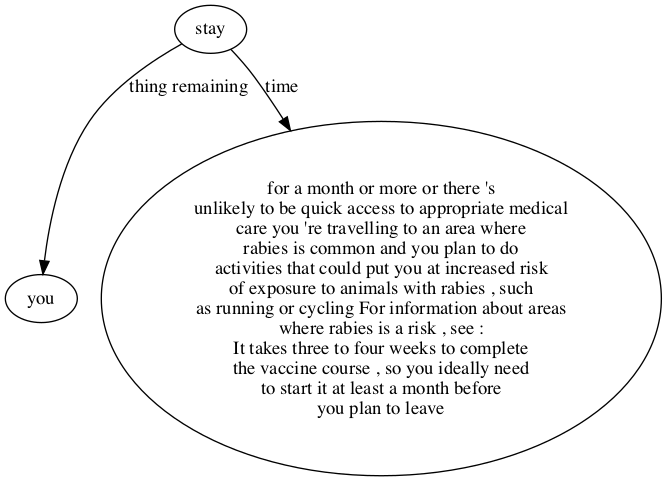 stay
thing remaining
time
for a month or more or there 's
unlikely to be quick access to appropriate medical
care you 're travelling to an area where
rabies is common and you plan to do
activities that could put you at increased risk
of exposure to animals with rabies , such
as running or cycling For information about areas
where rabies is a risk , see :
It takes three to four weeks to complete
the vaccine course , so you ideally need
to start it at least a month before
you plan to leave
you